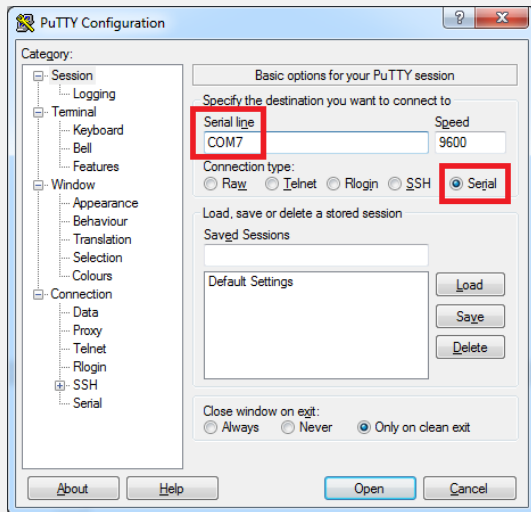 PuTTY Configuration
Category:
Session
Logging
Terminal
Keyboard
Bell
Features
Window
Appearance
Behaviour
Translation
Selection
Colours
Connection
Data
Proxy
Telnet
Rlogin
SSH
Serial
Basic options for your PuTTY session
Specify the destination you want to connect to
Serial line Speed
COM7 9600
Connection type:
Raw Telnet Rlogin SSH Serial
Load, save or delete a stored session
Saved Sessions
Default Settings
Load
Save
Delete
Close window on exit:
Always Never Only on clean exit
About Help Open Cancel